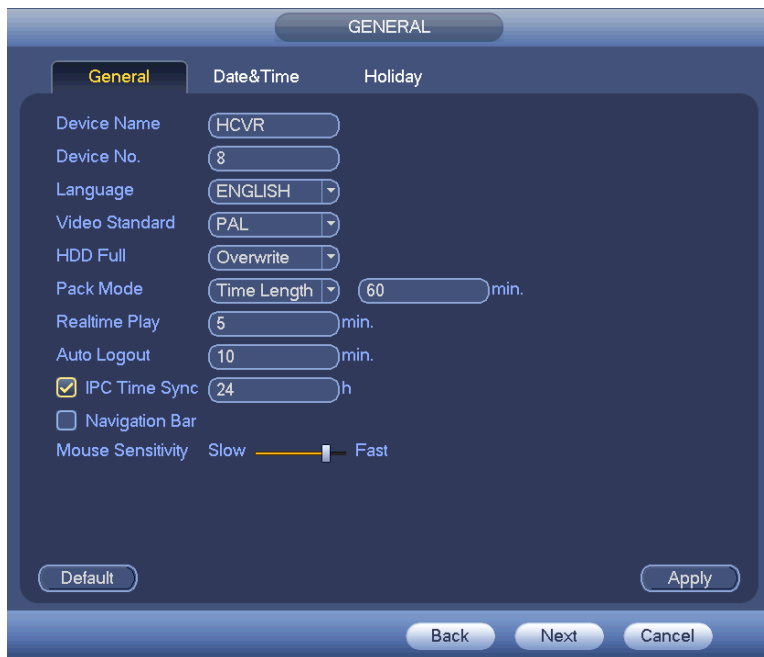 GENERAL
General Date&Time Holiday
Device Name HCVR
Device No. 8
Language ENGLISH
Video Standard PAL
HDD Full Overwrite
Pack Mode Time Length 60 min.
Realtime Play 5 min.
Auto Logout 10 min.
IPC Time Sync 24 h
Navigation Bar
Mouse Sensitivity Slow Fast
Default Apply
Back Next Cancel